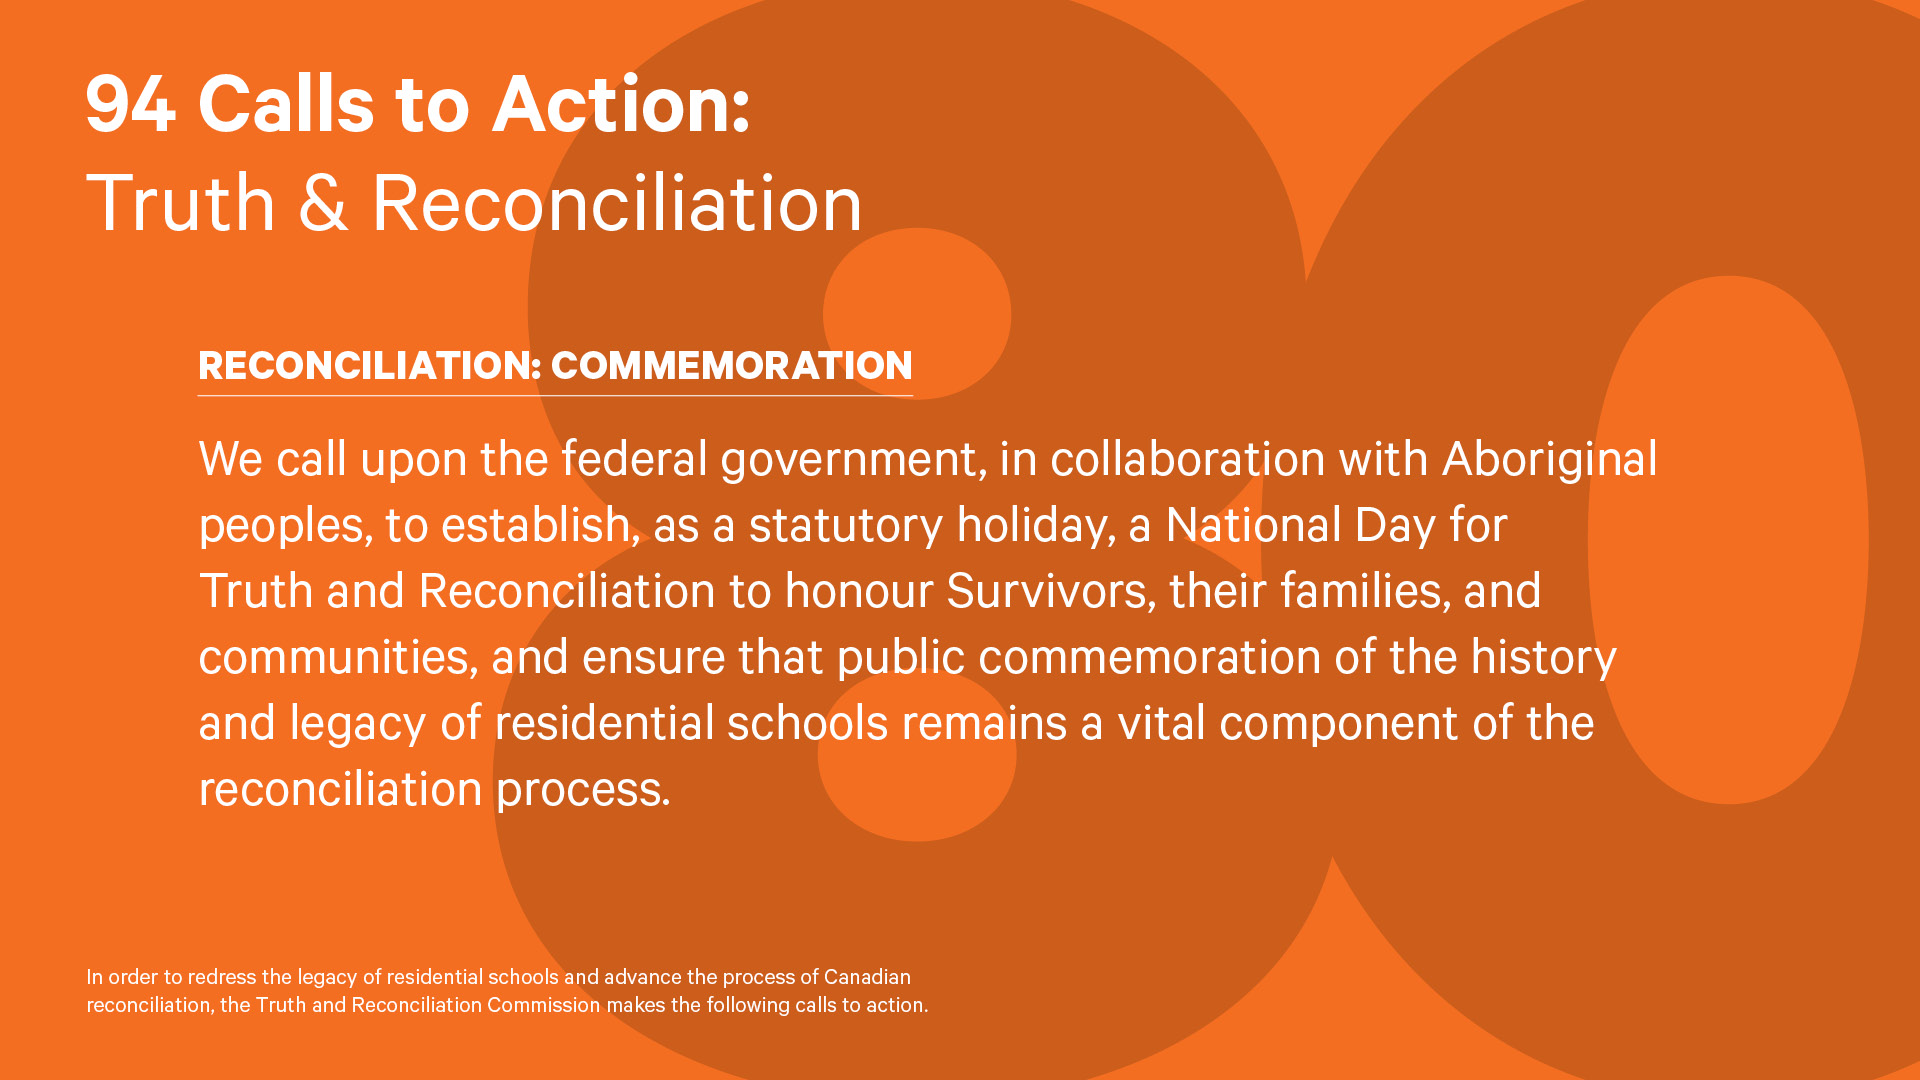 94 Calls to Action:
Truth & Reconciliation
80
RECONCILIATION: COMMEMORATION
We call upon the federal government, in collaboration with Aboriginal
peoples, to establish, as a statutory holiday, a National Day for
Truth and Reconciliation to honour Survivors, their families, and
communities, and ensure that public commemoration of the history
and legacy of residential schools remains a vital component of the
reconciliation process.
In order to redress the legacy of residential schools and advance the process of Canadian
reconciliation, the Truth and Reconciliation Commission makes the following calls to action.